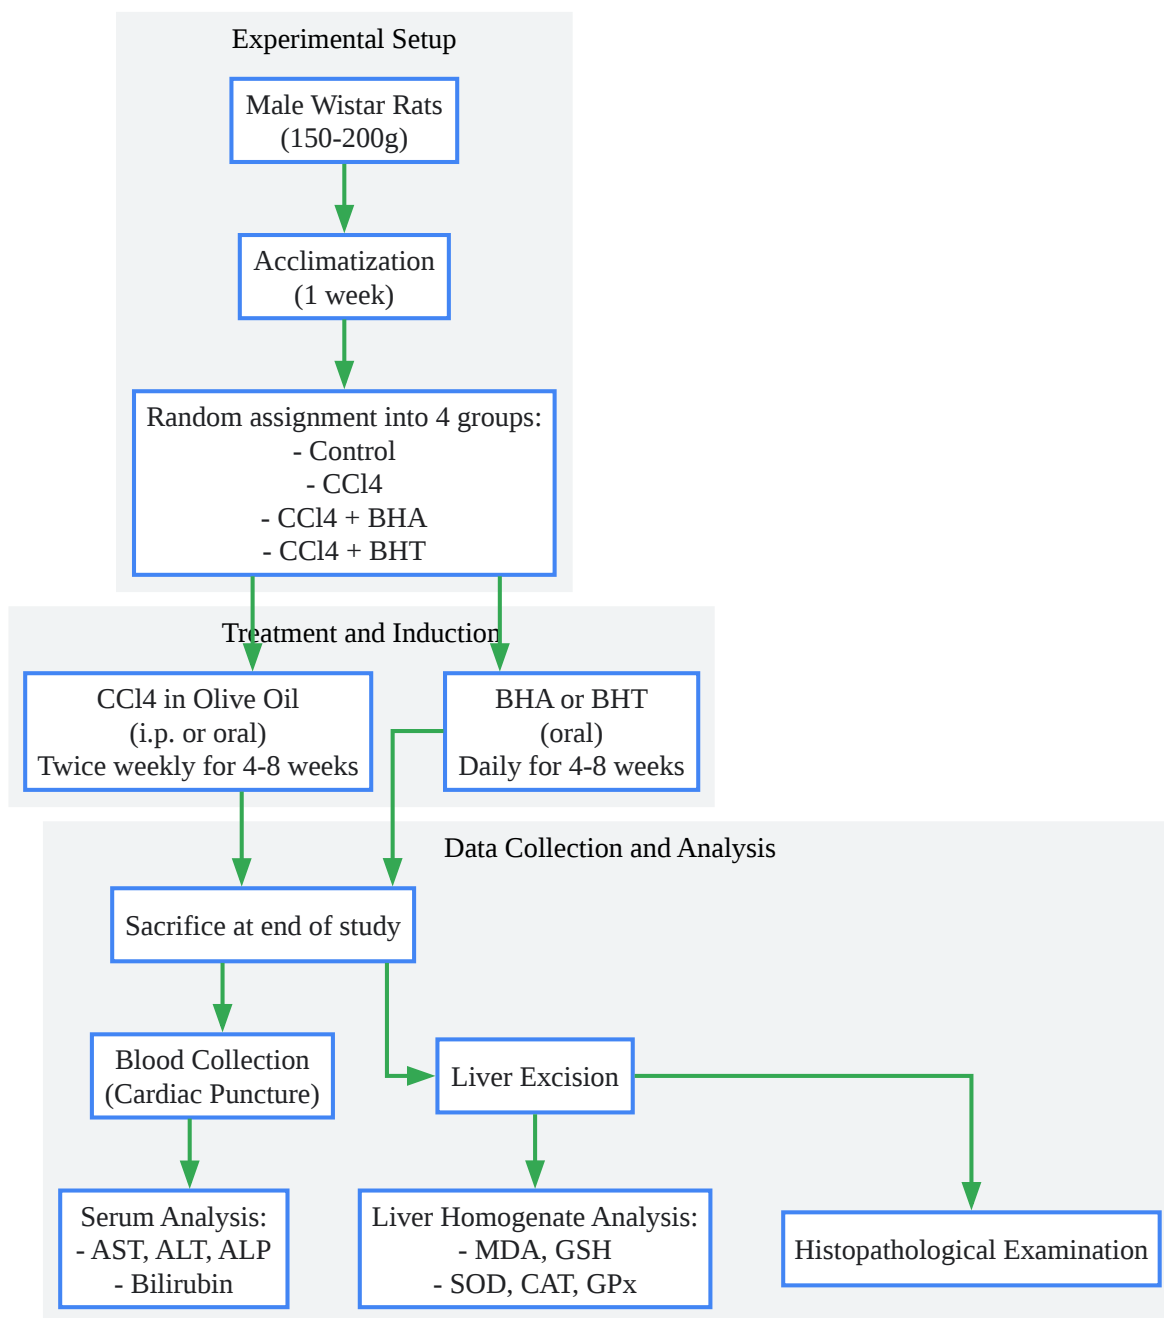 Experimental Setup
Male Wistar Rats
(150-200g)
Acclimatization
(1 week)
Random assignment into 4 groups:
- Control
- CCl4
- CCl4 + BHA
- CCl4 + BHT
Treatment and Induction
CCl4 in Olive Oil
(i.p. or oral)
Twice weekly for 4-8 weeks
BHA or BHT
(oral)
Daily for 4-8 weeks
Data Collection and Analysis
Sacrifice at end of study
Blood Collection
(Cardiac Puncture)
Liver Excision
Serum Analysis:
- AST, ALT, ALP
- Bilirubin
Liver Homogenate Analysis:
- MDA, GSH
- SOD, CAT, GPx
Histopathological Examination